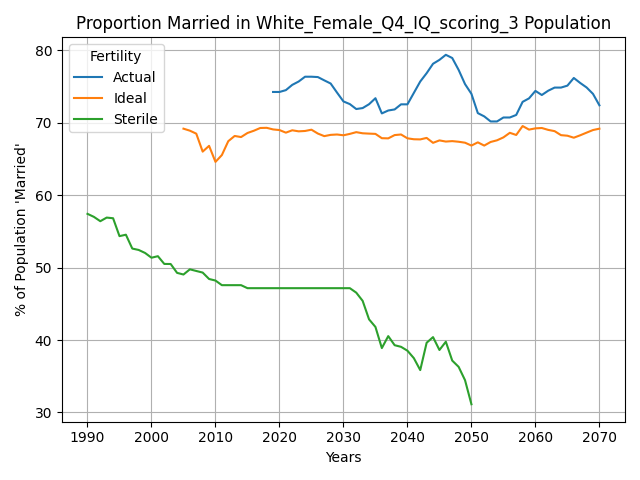 Proportion Married in White_Female_Q4_IQ_scoring_3 Population
Fertility
Actual
Ideal
Sterile
% of Population 'Married'
80
70
60
50
40
30
1990 2000 2010 2020 2030 2040 2050 2060 2070
Years